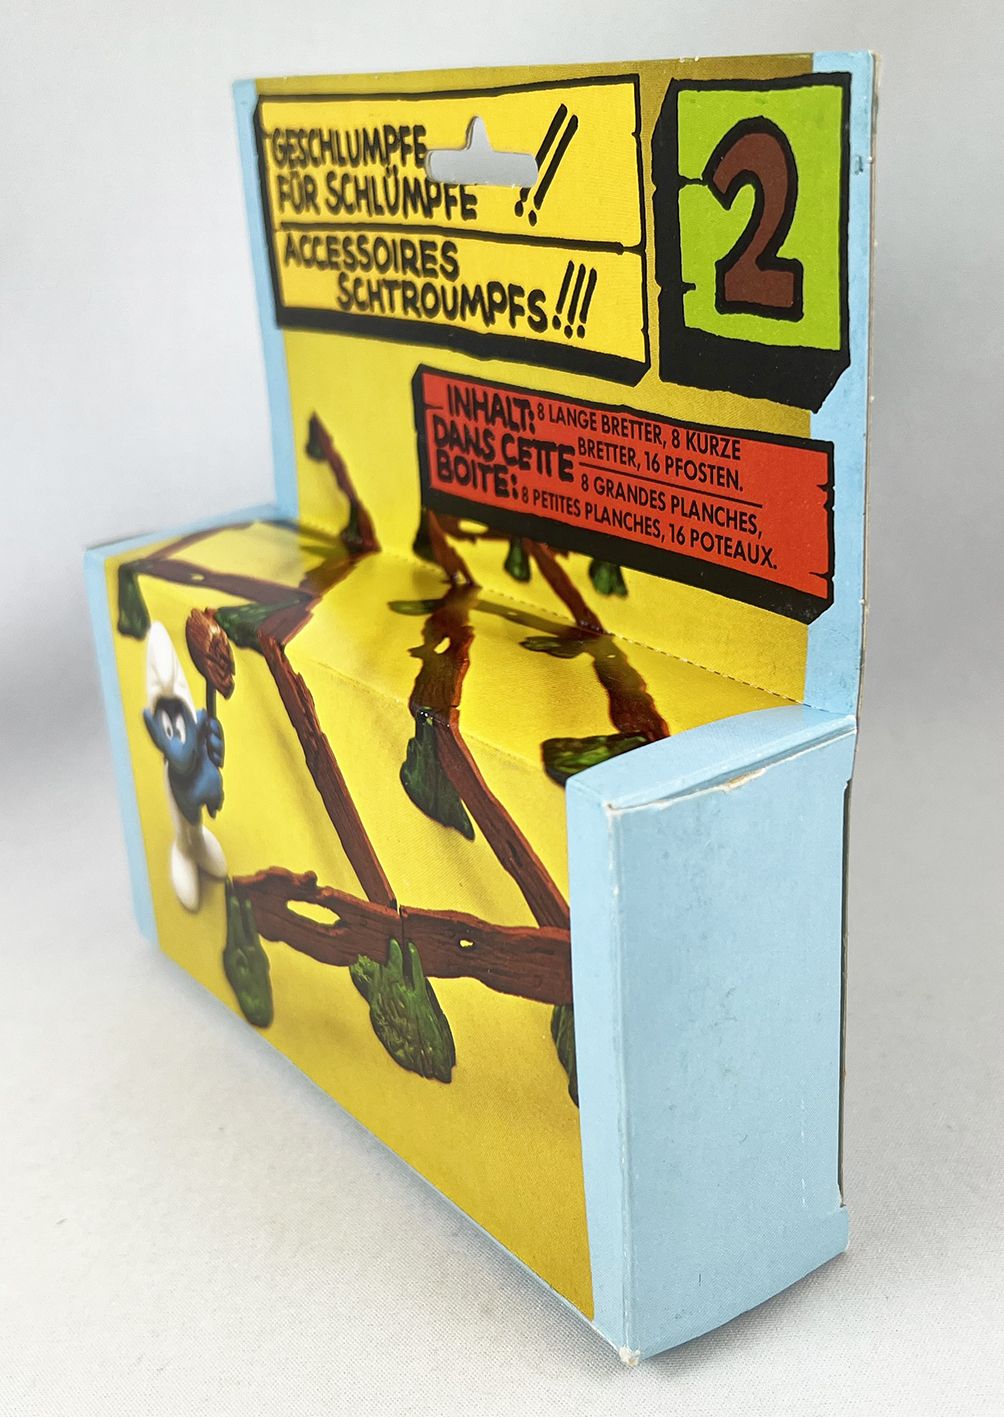 GESCHLUMPFE
FÜR SCHLÜMPFE !!
ACCESSOIRES
SCHTROUMPFS!!!
2
INHALT: 8 LANGE BRETTER, 8 KURZE
BRETTER, 16 PFOSTEN.
DANS CETTE
BOITE: 8 GRANDES PLANCHES,
8 PETITES PLANCHES, 16 POTEAUX.